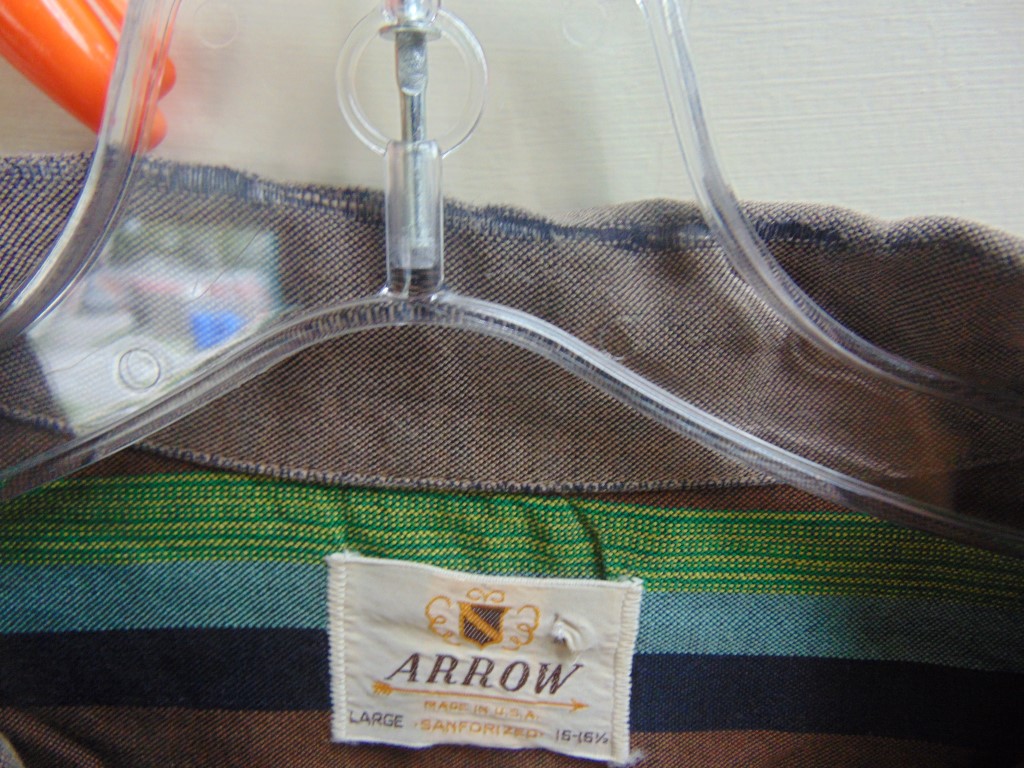 ARROW
MADE IN U.S.A.
LARGE ·SANFORIZED· 16-16½